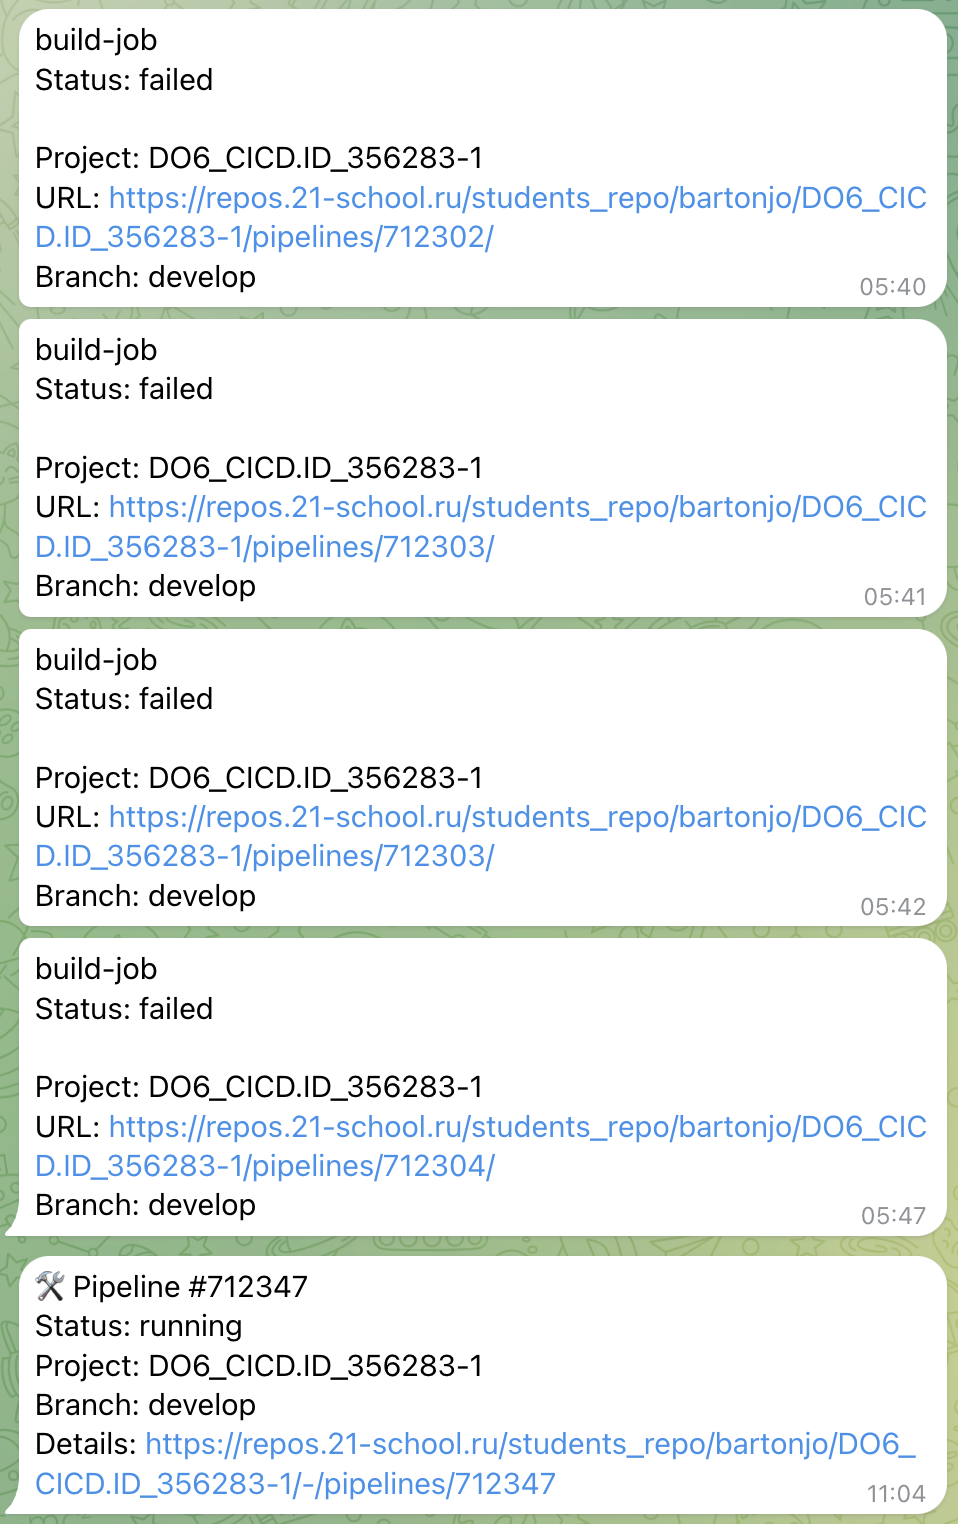 build-job
Status: failed
Project: DO6_CICD.ID_356283-1
URL: https://repos.21-school.ru/students_repo/bartonjo/DO6_CIC
D.ID_356283-1/pipelines/712302/
Branch: develop
05:40
build-job
Status: failed
Project: DO6_CICD.ID_356283-1
URL: https://repos.21-school.ru/students_repo/bartonjo/DO6_CIC
D.ID_356283-1/pipelines/712303/
Branch: develop
05:41
build-job
Status: failed
Project: DO6_CICD.ID_356283-1
URL: https://repos.21-school.ru/students_repo/bartonjo/DO6_CIC
D.ID_356283-1/pipelines/712303/
Branch: develop
05:42
build-job
Status: failed
Project: DO6_CICD.ID_356283-1
URL: https://repos.21-school.ru/students_repo/bartonjo/DO6_CIC
D.ID_356283-1/pipelines/712304/
Branch: develop
05:47
🛠 Pipeline #712347
Status: running
Project: DO6_CICD.ID_356283-1
Branch: develop
Details: https://repos.21-school.ru/students_repo/bartonjo/DO6_
CICD.ID_356283-1/-/pipelines/712347
11:04